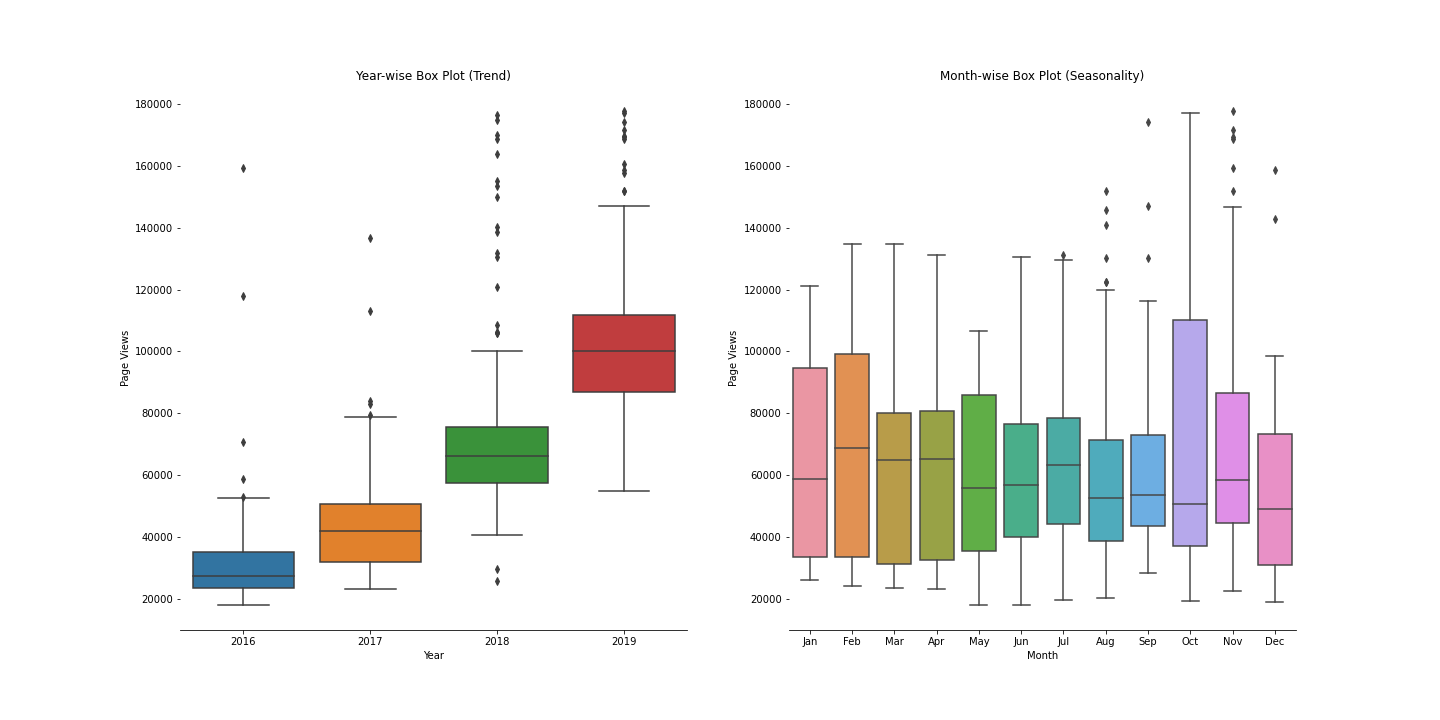 Year-wise Box Plot (Trend)
180000
160000
140000
120000
100000
80000
60000
40000
20000
Page Views
2016 2017 2018 2019
Year
Month-wise Box Plot (Seasonality)
180000
160000
140000
120000
100000
80000
60000
40000
20000
Page Views
Jan Feb Mar Apr May Jun Jul Aug Sep Oct Nov Dec
Month